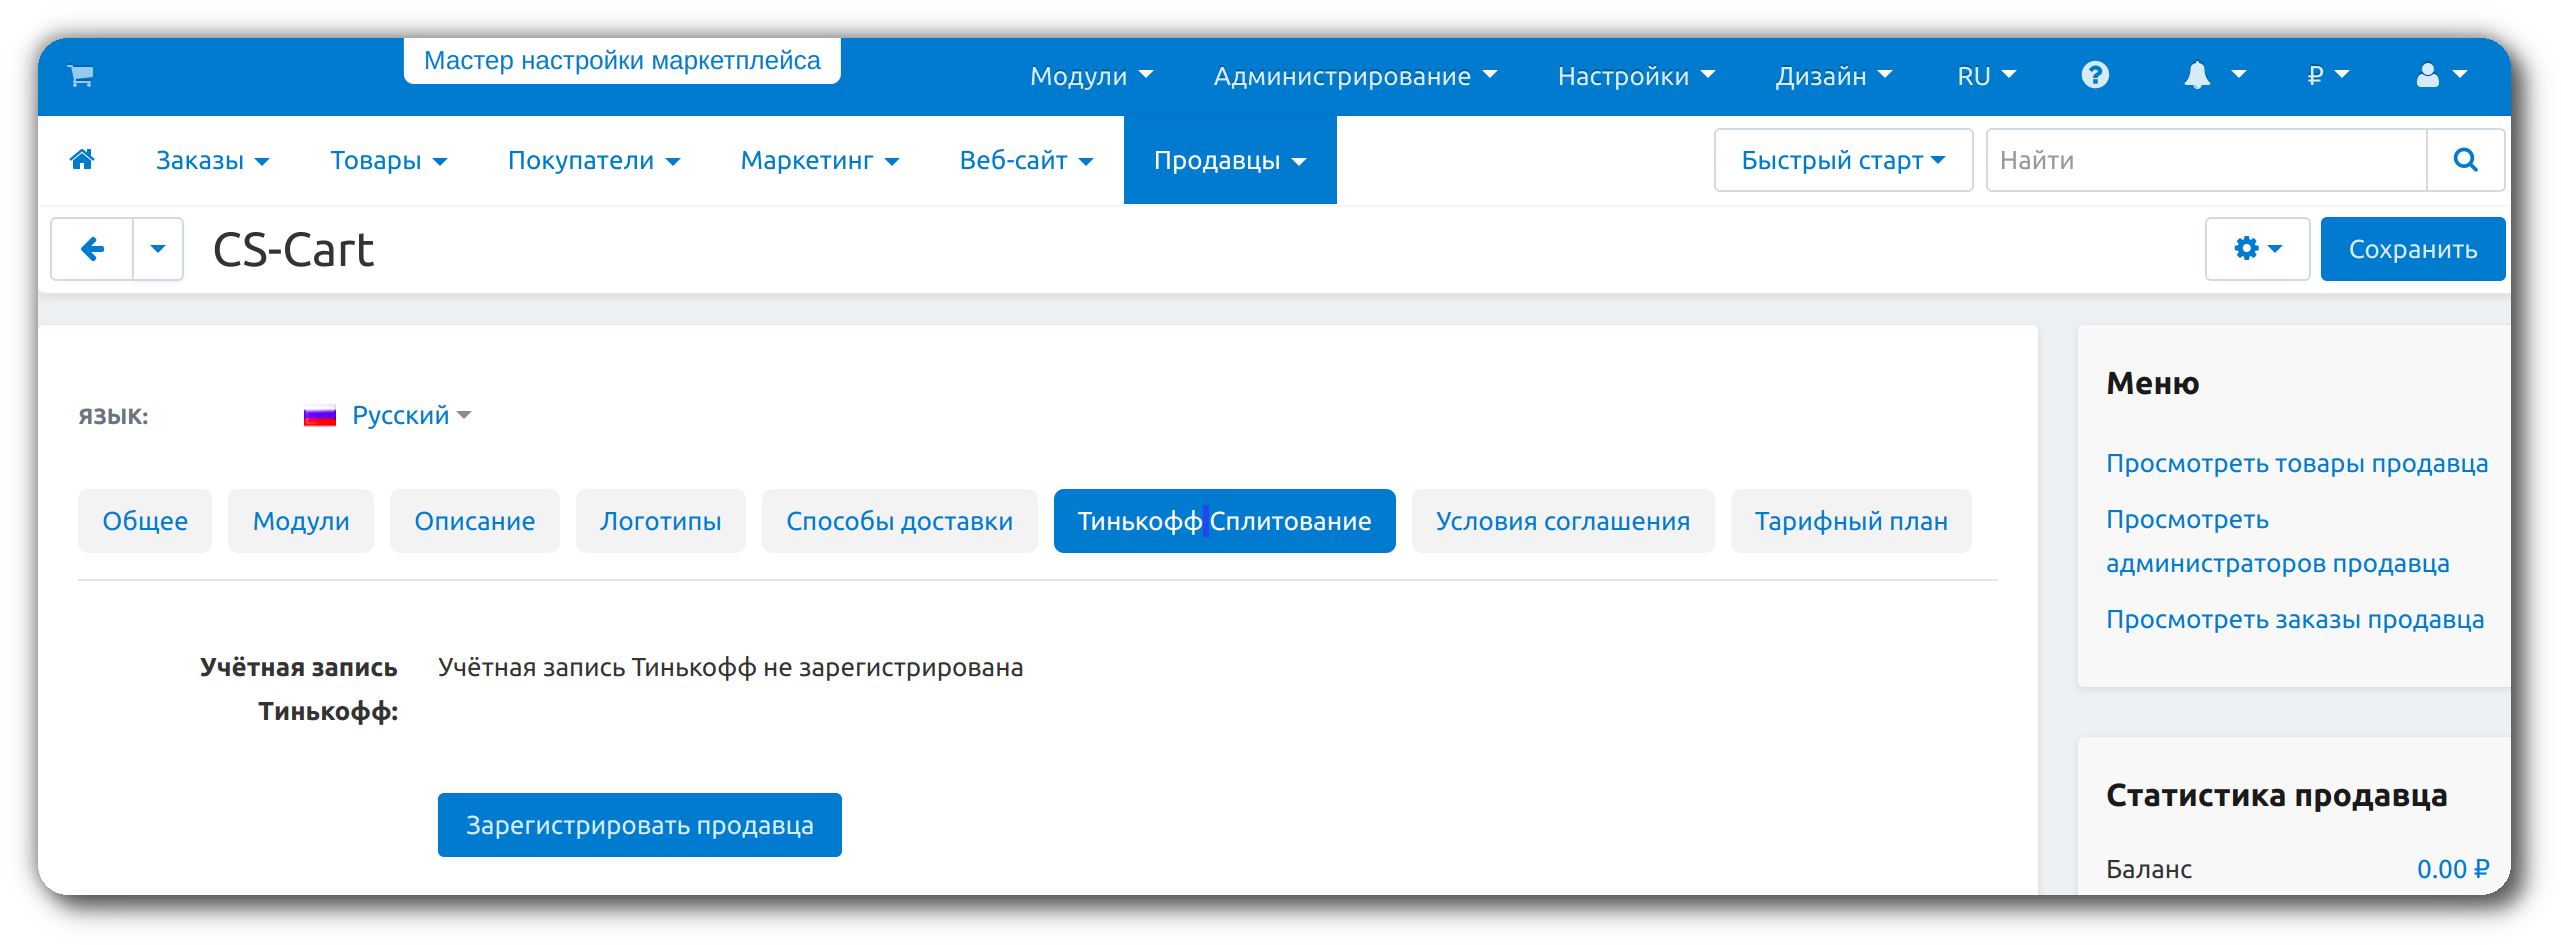 Мастер настройки маркетплейса
Модули Администрирование Настройки Дизайн RU ? ₽
Заказы Товары Покупатели Маркетинг Веб-сайт Продавцы Быстрый старт Найти
CS-Cart Сохранить
ЯЗЫК: Русский
Общее Модули Описание Логотипы Способы доставки Тинькофф Сплитование Условия соглашения Тарифный план
Учётная запись Тинькофф:
Учётная запись Тинькофф не зарегистрирована
Зарегистрировать продавца
Меню
Просмотреть товары продавца
Просмотреть
администраторов продавца
Просмотреть заказы продавца
Статистика продавца
Баланс 0.00 ₽